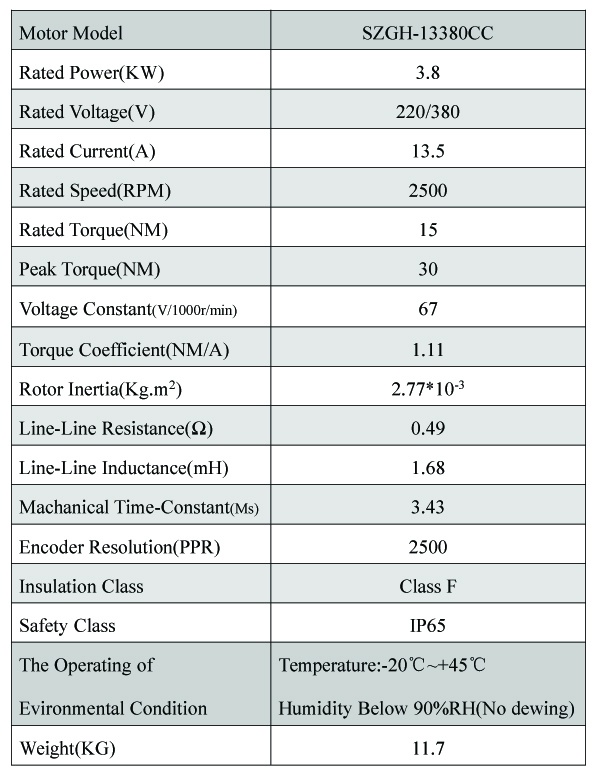 Motor Model SZGH-13380CC
Rated Power(KW) 3.8
Rated Voltage(V) 220/380
Rated Current(A) 13.5
Rated Speed(RPM) 2500
Rated Torque(NM) 15
Peak Torque(NM) 30
Voltage Constant(V/1000r/min) 67
Torque Coefficient(NM/A) 1.11
Rotor Inertia(Kg.m²) 2.77*10⁻³
Line-Line Resistance(Ω) 0.49
Line-Line Inductance(mH) 1.68
Machanical Time-Constant(Ms) 3.43
Encoder Resolution(PPR) 2500
Insulation Class Class F
Safety Class IP65
The Operating of Temperature:-20℃~+45℃
Evironmental Condition Humidity Below 90%RH(No dewing)
Weight(KG) 11.7